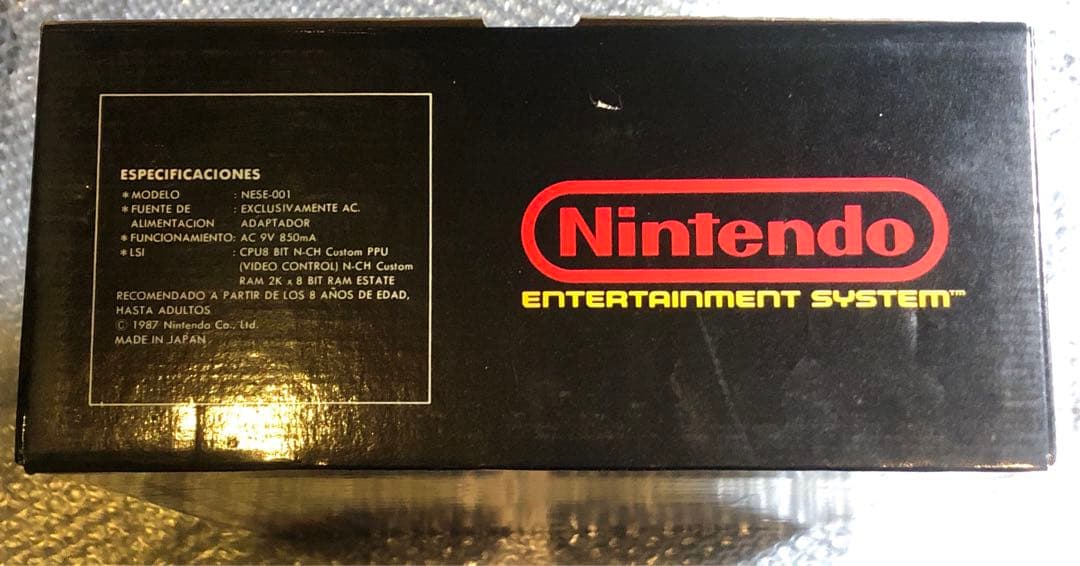 ESPECIFICACIONES
* MODELO : NESE-001
* FUENTE DE : EXCLUSIVAMENTE AC.
ALIMENTACION ADAPTADOR
* FUNCIONAMIENTO: AC 9V 850mA
* LSI : CPU8 BIT N-CH Custom PPU
(VIDEO CONTROL) N-CH Custom
RAM 2K x 8 BIT RAM ESTATE
RECOMENDADO A PARTIR DE LOS 8 AÑOS DE EDAD,
HASTA ADULTOS
© 1987 Nintendo Co., Ltd.
MADE IN JAPAN
Nintendo
ENTERTAINMENT SYSTEM™